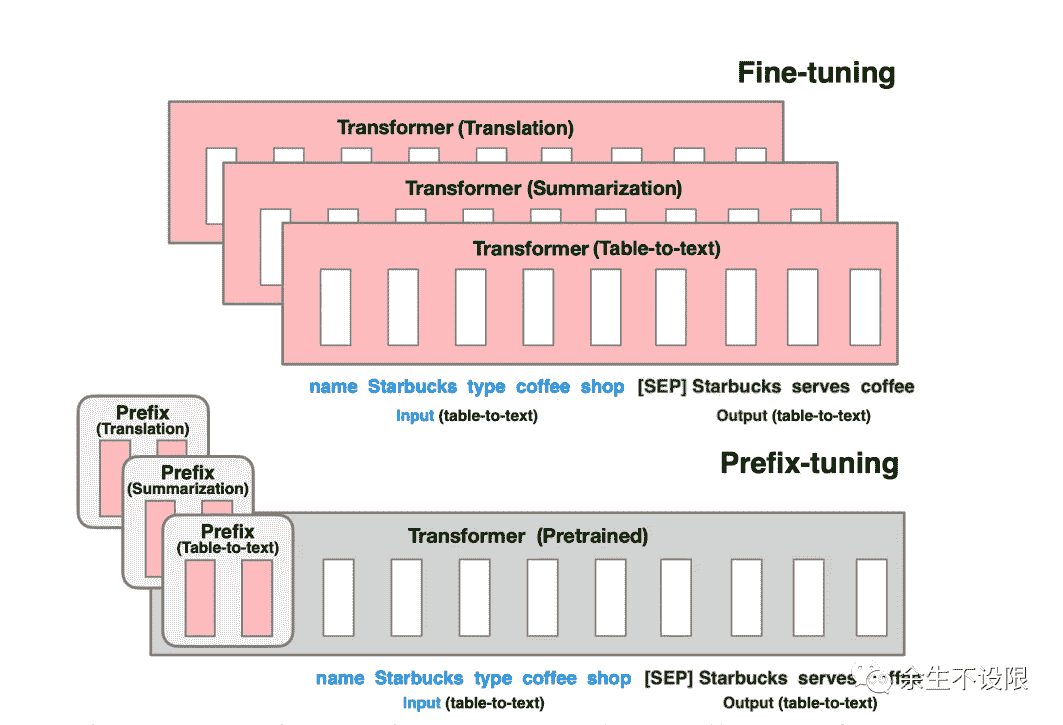 Fine-tuning
Transformer (Translation)
Transformer (Summarization)
Transformer (Table-to-text)
name Starbucks type coffee shop [SEP] Starbucks serves coffee
Input (table-to-text) Output (table-to-text)
Prefix
(Translation)
Prefix-tuning
Prefix
(Summarization)
Prefix
(Table-to-text)
Transformer (Pretrained)
name Starbucks type coffee shop [SEP] Starbucks serves coffee
余生不设限
Input (table-to-text) Output (table-to-text)